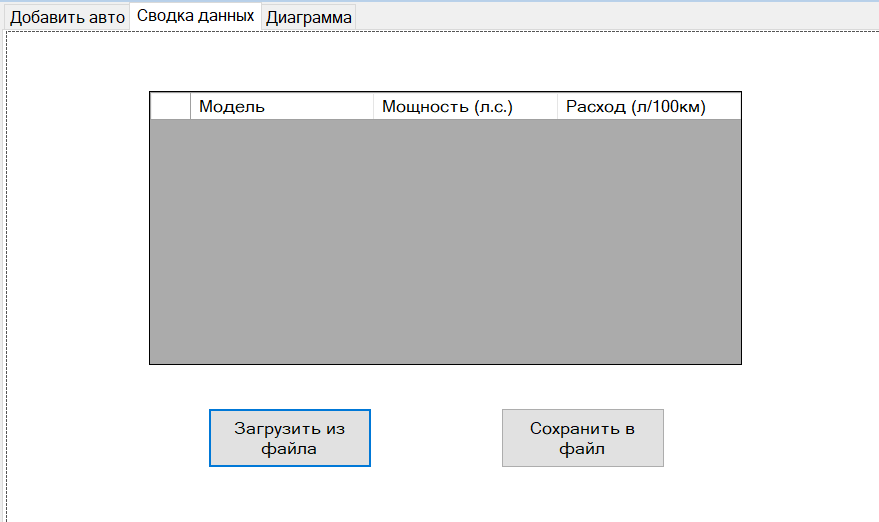 Добавить авто Сводка данных Диаграмма
Модель Мощность (л.с.) Расход (л/100км)
Загрузить из
файла
Сохранить в
файл